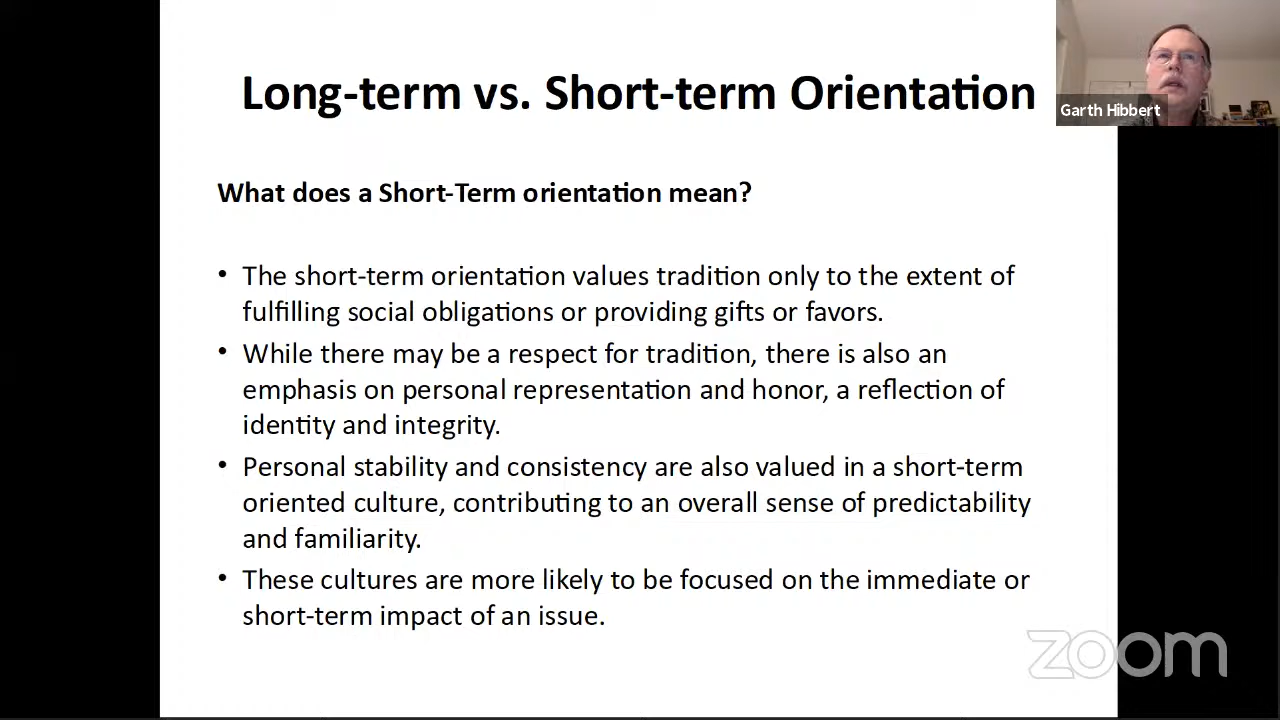 Long-term vs. Short-term Orientation
Garth Hibbert
What does a Short-Term orientation mean?
• The short-term orientation values tradition only to the extent of
fulfilling social obligations or providing gifts or favors.
• While there may be a respect for tradition, there is also an
emphasis on personal representation and honor, a reflection of
identity and integrity.
• Personal stability and consistency are also valued in a short-term
oriented culture, contributing to an overall sense of predictability
and familiarity.
• These cultures are more likely to be focused on the immediate or
short-term impact of an issue.
zoom